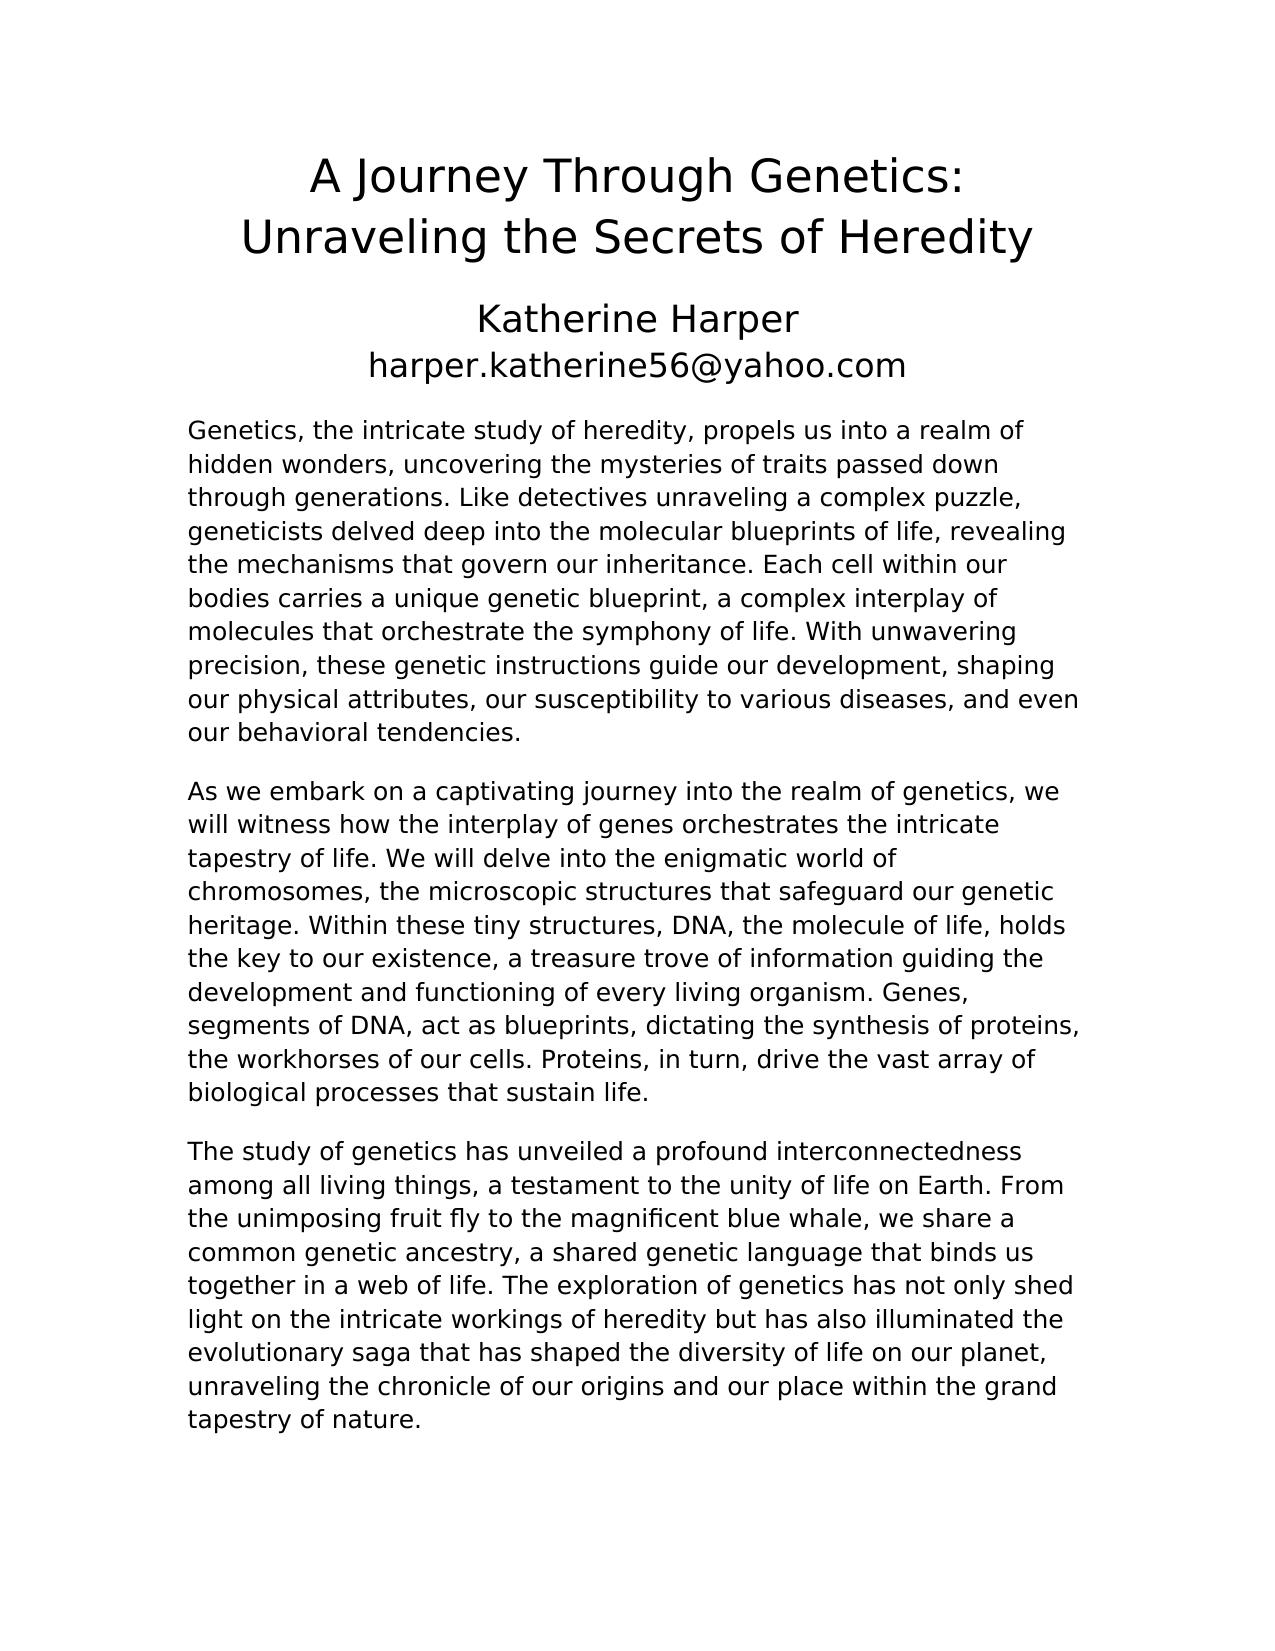 A Journey Through Genetics:
Unraveling the Secrets of Heredity
Katherine Harper
harper.katherine56@yahoo.com
Genetics, the intricate study of heredity, propels us into a realm of
hidden wonders, uncovering the mysteries of traits passed down
through generations. Like detectives unraveling a complex puzzle,
geneticists delved deep into the molecular blueprints of life, revealing
the mechanisms that govern our inheritance. Each cell within our
bodies carries a unique genetic blueprint, a complex interplay of
molecules that orchestrate the symphony of life. With unwavering
precision, these genetic instructions guide our development, shaping
our physical attributes, our susceptibility to various diseases, and even
our behavioral tendencies.
As we embark on a captivating journey into the realm of genetics, we
will witness how the interplay of genes orchestrates the intricate
tapestry of life. We will delve into the enigmatic world of
chromosomes, the microscopic structures that safeguard our genetic
heritage. Within these tiny structures, DNA, the molecule of life, holds
the key to our existence, a treasure trove of information guiding the
development and functioning of every living organism. Genes,
segments of DNA, act as blueprints, dictating the synthesis of proteins,
the workhorses of our cells. Proteins, in turn, drive the vast array of
biological processes that sustain life.
The study of genetics has unveiled a profound interconnectedness
among all living things, a testament to the unity of life on Earth. From
the unimposing fruit fly to the magnificent blue whale, we share a
common genetic ancestry, a shared genetic language that binds us
together in a web of life. The exploration of genetics has not only shed
light on the intricate workings of heredity but has also illuminated the
evolutionary saga that has shaped the diversity of life on our planet,
unraveling the chronicle of our origins and our place within the grand
tapestry of nature.